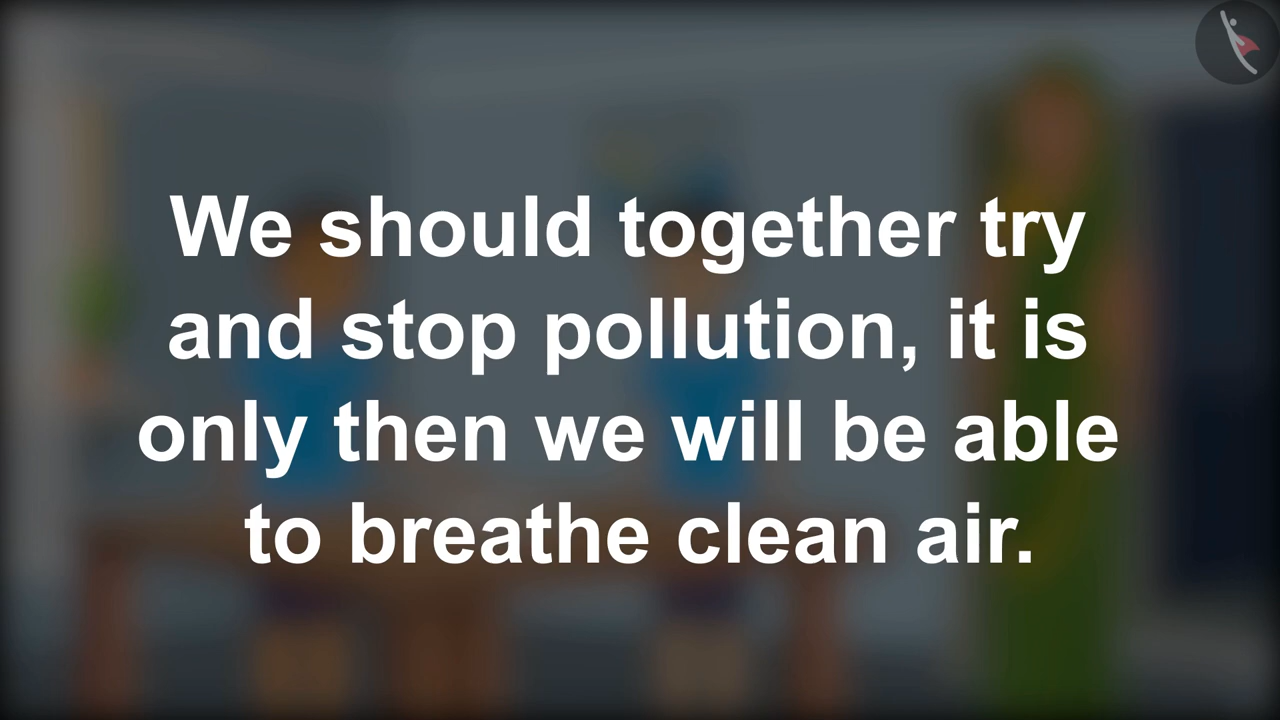 We should together try
and stop pollution, it is
only then we will be able
to breathe clean air.